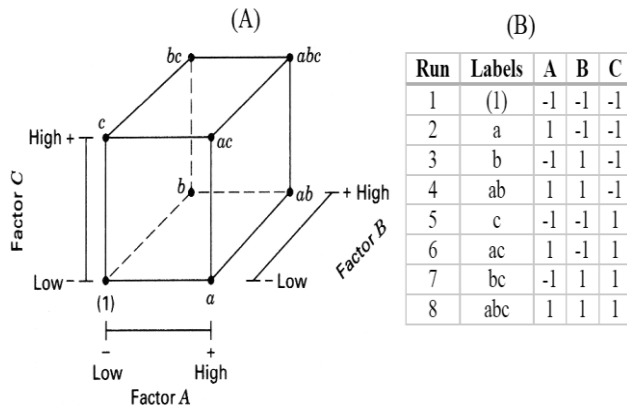 (A)
bc
abc
c
High +
ac
Factor C
b
ab
+ High
Factor B
Low -
- Low
(1)
a
- +
Low High
Factor A
(B)
Run Labels A B C
1 (1) -1 -1 -1
2 a 1 -1 -1
3 b -1 1 -1
4 ab 1 1 -1
5 c -1 -1 1
6 ac 1 -1 1
7 bc -1 1 1
8 abc 1 1 1